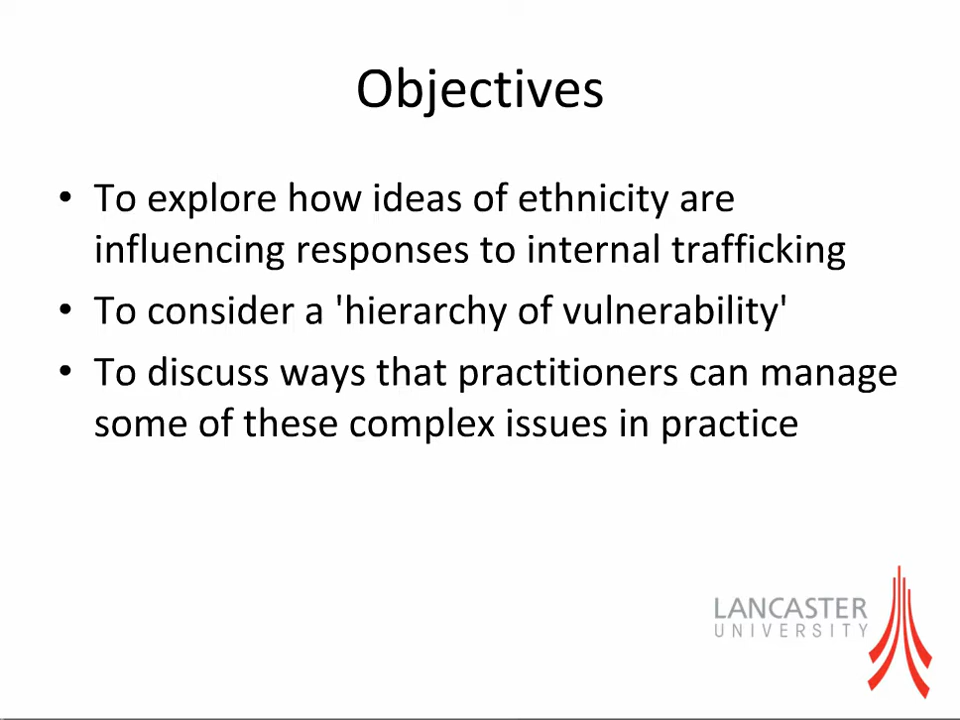 Objectives
• To explore how ideas of ethnicity are
influencing responses to internal trafficking
• To consider a 'hierarchy of vulnerability'
• To discuss ways that practitioners can manage
some of these complex issues in practice
LANCASTER
UNIVERSITY